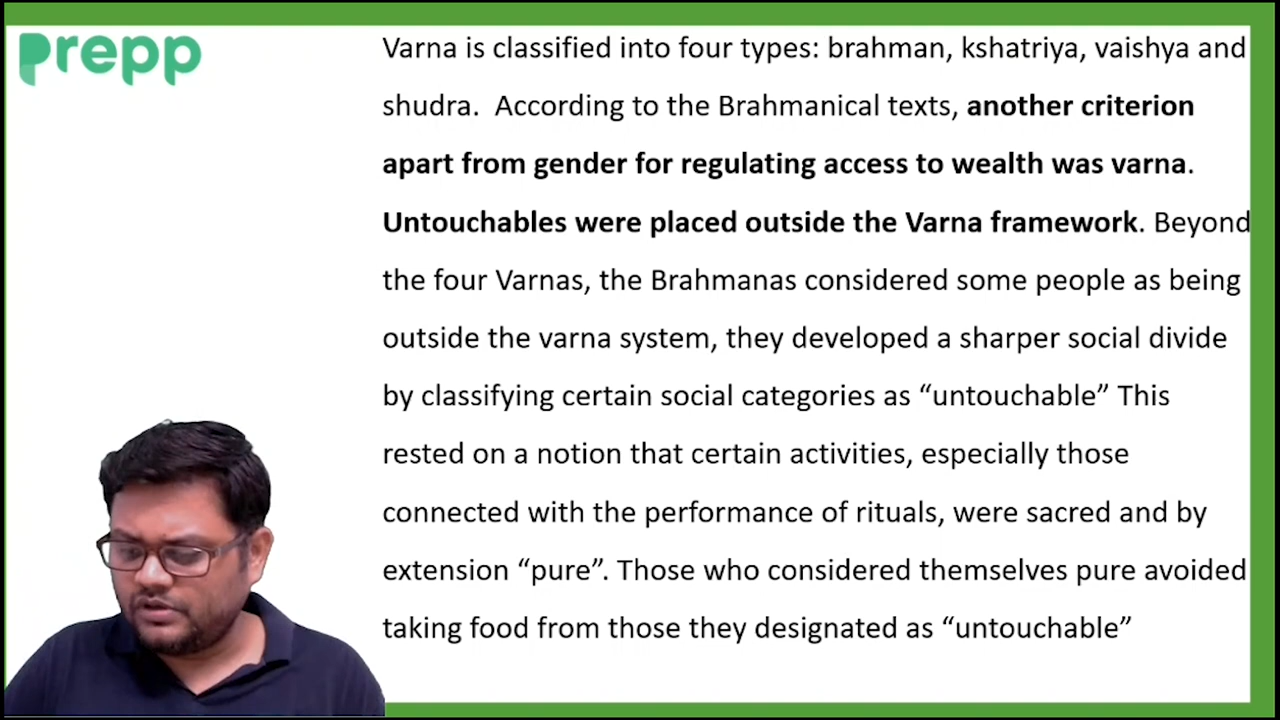 prepp
Varna is classified into four types: brahman, kshatriya, vaishya and
shudra.  According to the Brahmanical texts, another criterion
apart from gender for regulating access to wealth was varna.
Untouchables were placed outside the Varna framework. Beyond
the four Varnas, the Brahmanas considered some people as being
outside the varna system, they developed a sharper social divide
by classifying certain social categories as “untouchable” This
rested on a notion that certain activities, especially those
connected with the performance of rituals, were sacred and by
extension “pure”. Those who considered themselves pure avoided
taking food from those they designated as “untouchable”